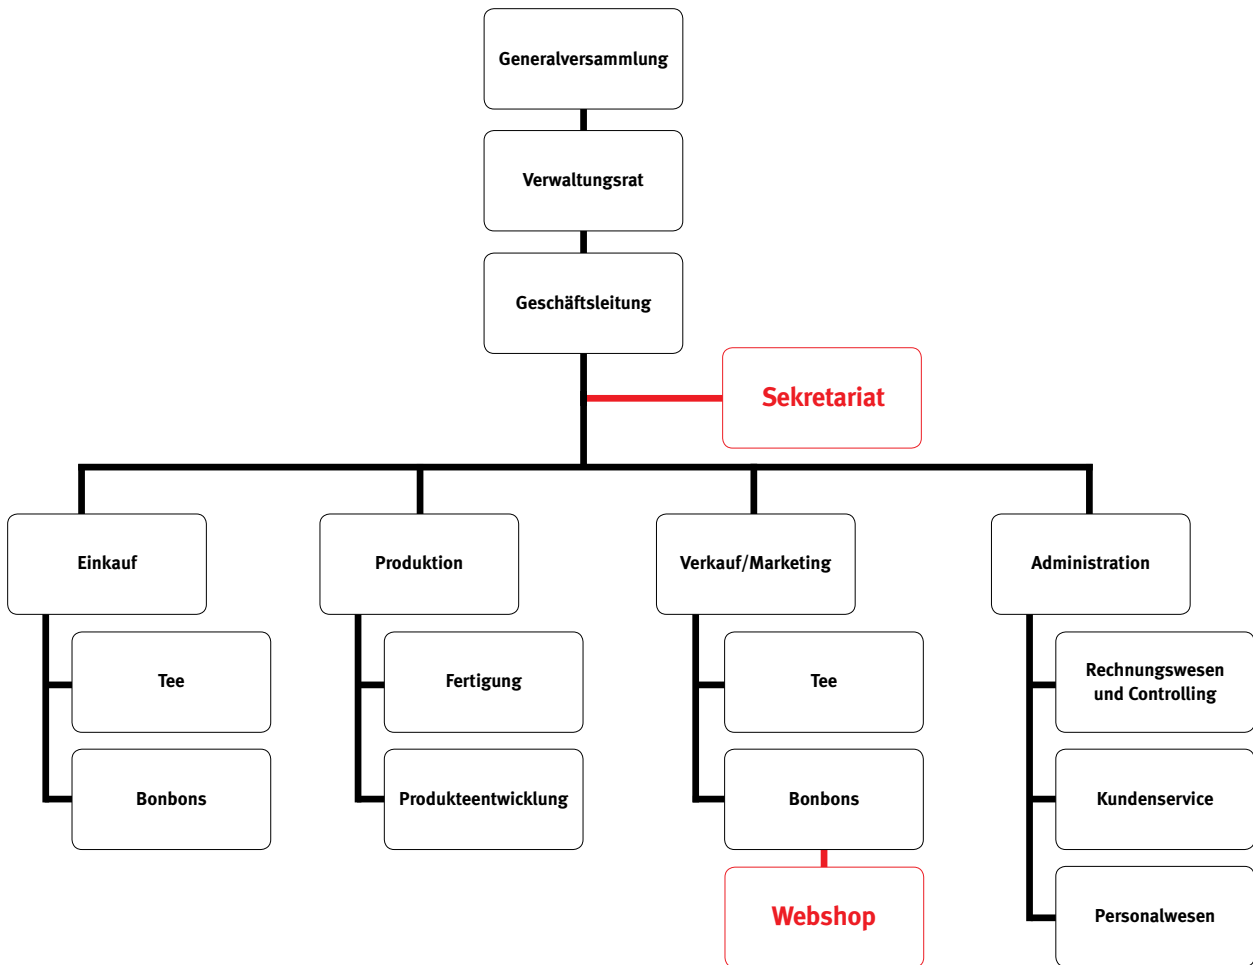 Generalversammlung
Verwaltungsrat
Geschäftsleitung
Sekretariat
Einkauf
Produktion
Verkauf/Marketing
Administration
Tee
Fertigung
Tee
Rechnungswesen
und Controlling
Bonbons
Produkteentwicklung
Bonbons
Kundenservice
Webshop
Personalwesen